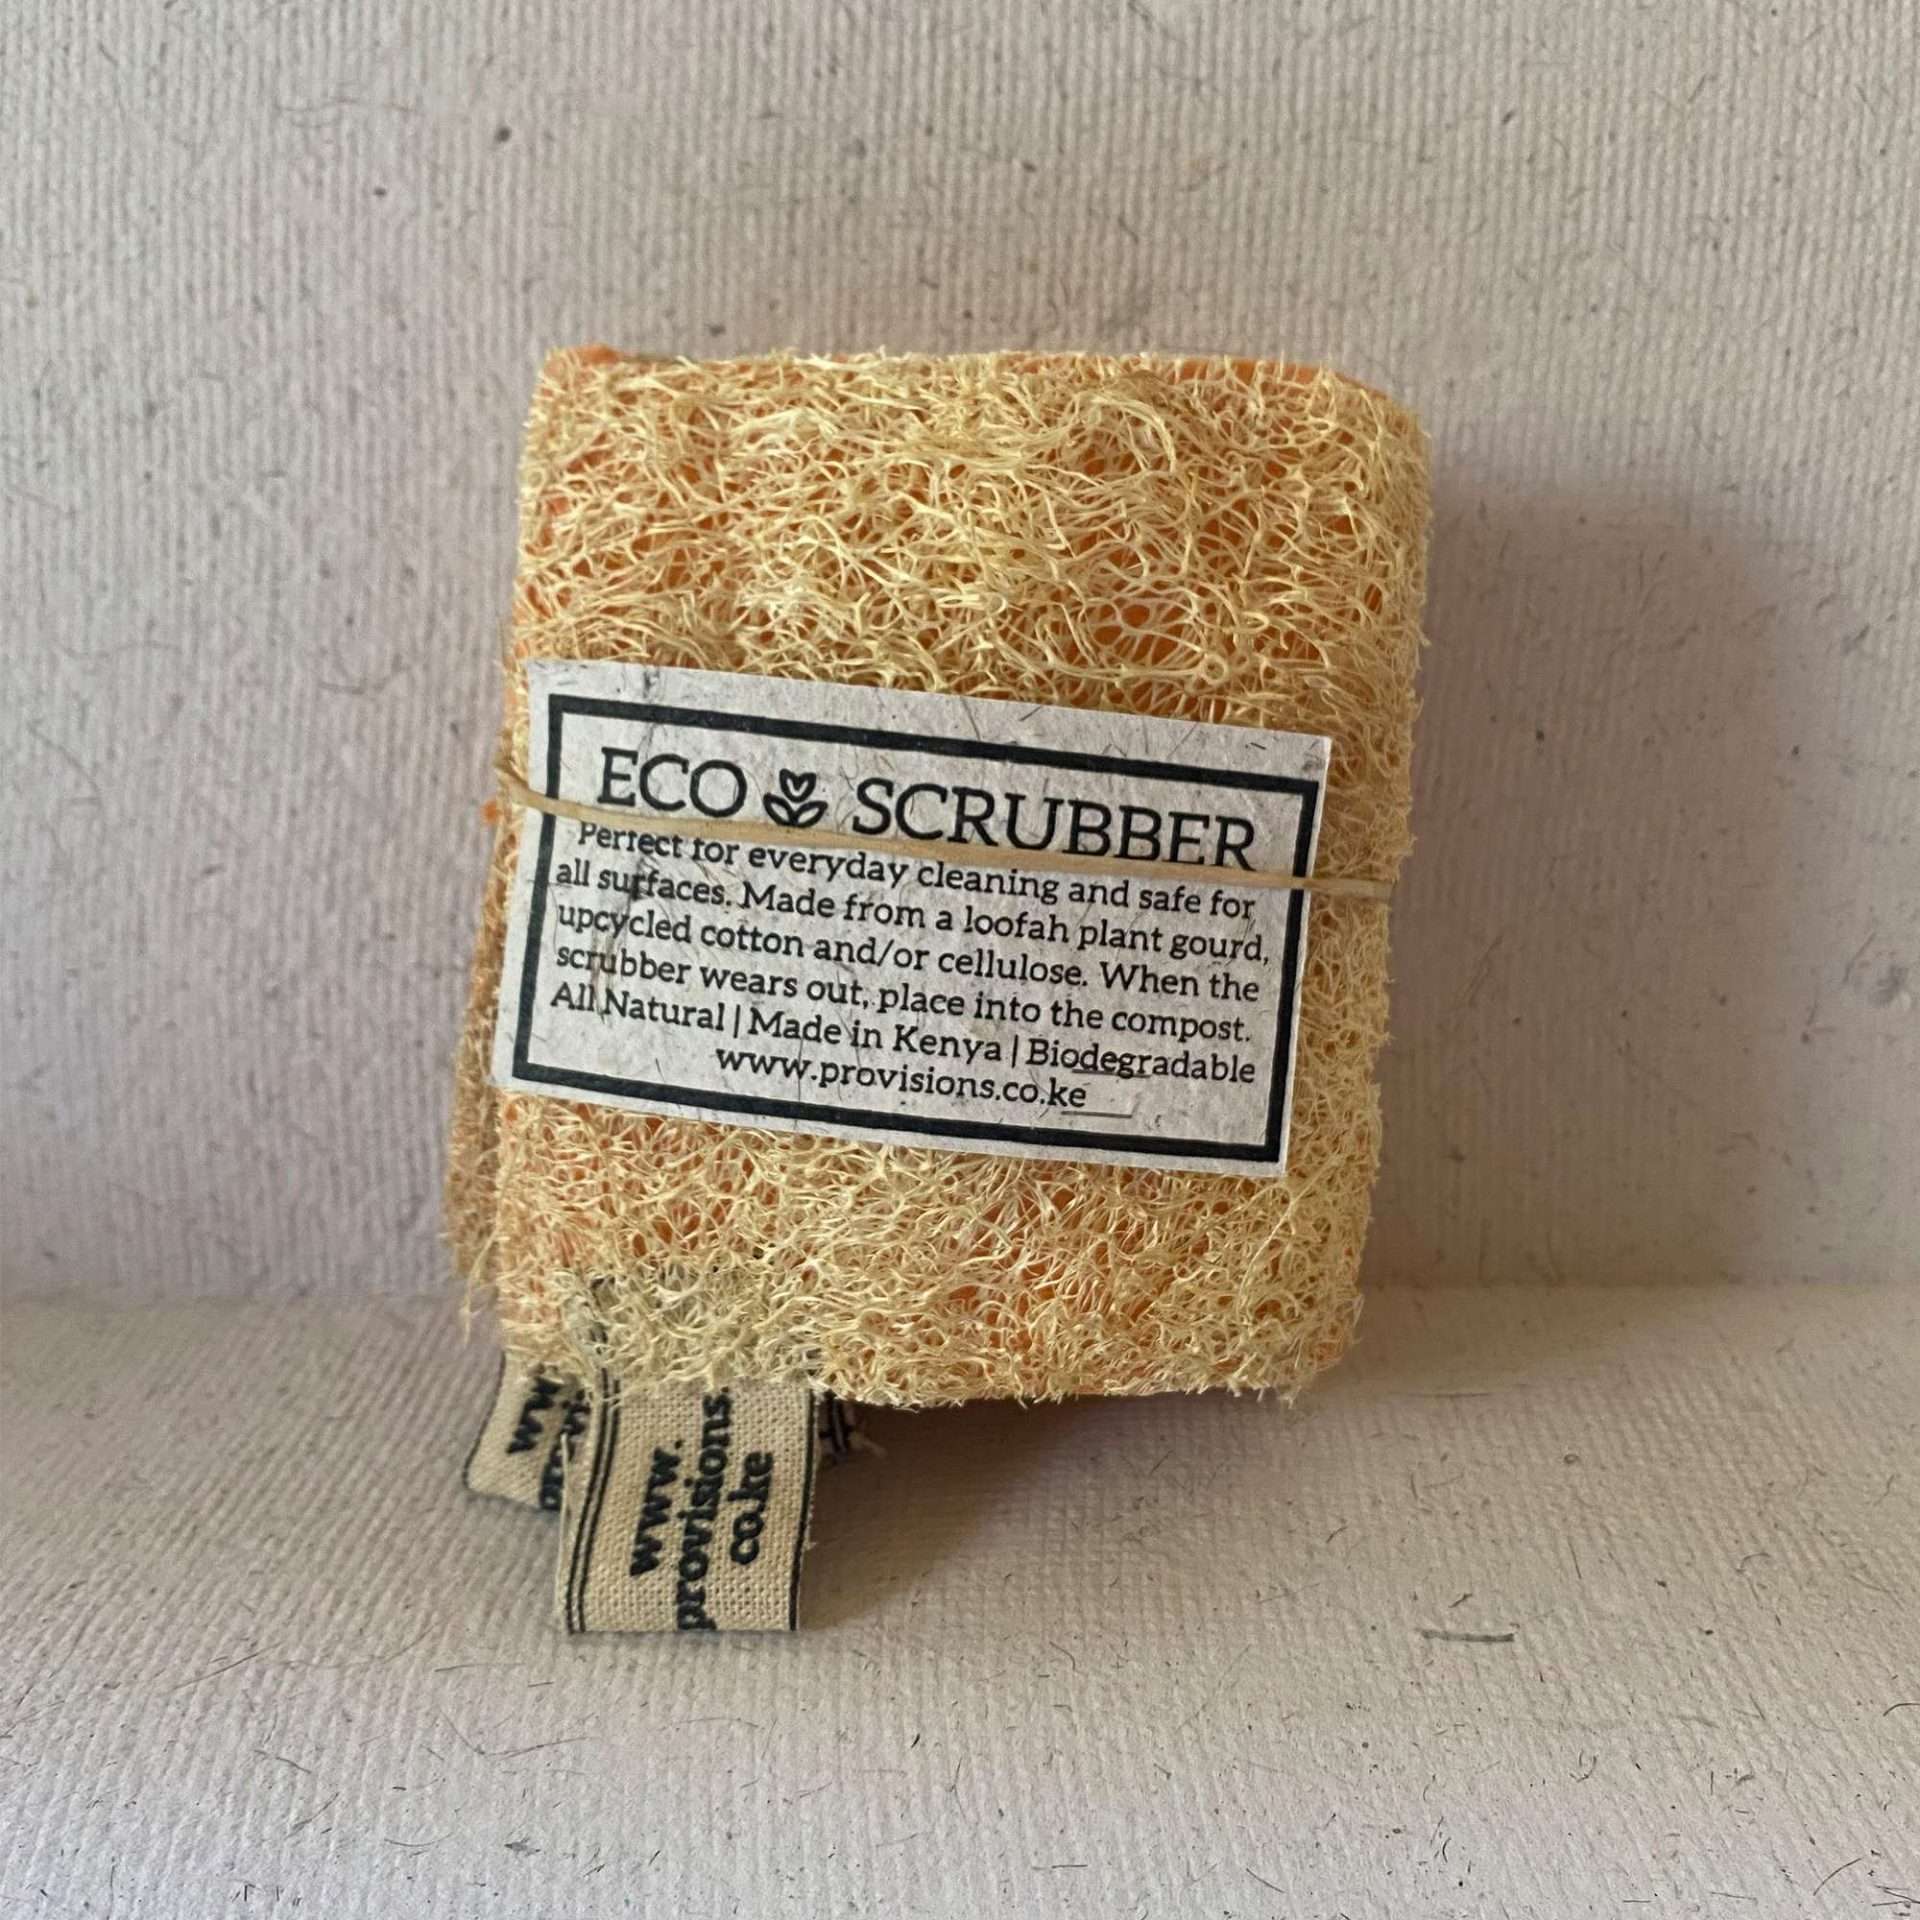 ECO SCRUBBER
Perfect for everyday cleaning and safe for
all surfaces. Made from a loofah plant gourd,
upcycled cotton and/or cellulose. When the
scrubber wears out, place into the compost.
All Natural | Made in Kenya | Biodegradable
www.provisions.co.ke
www.
provisions.
co.ke